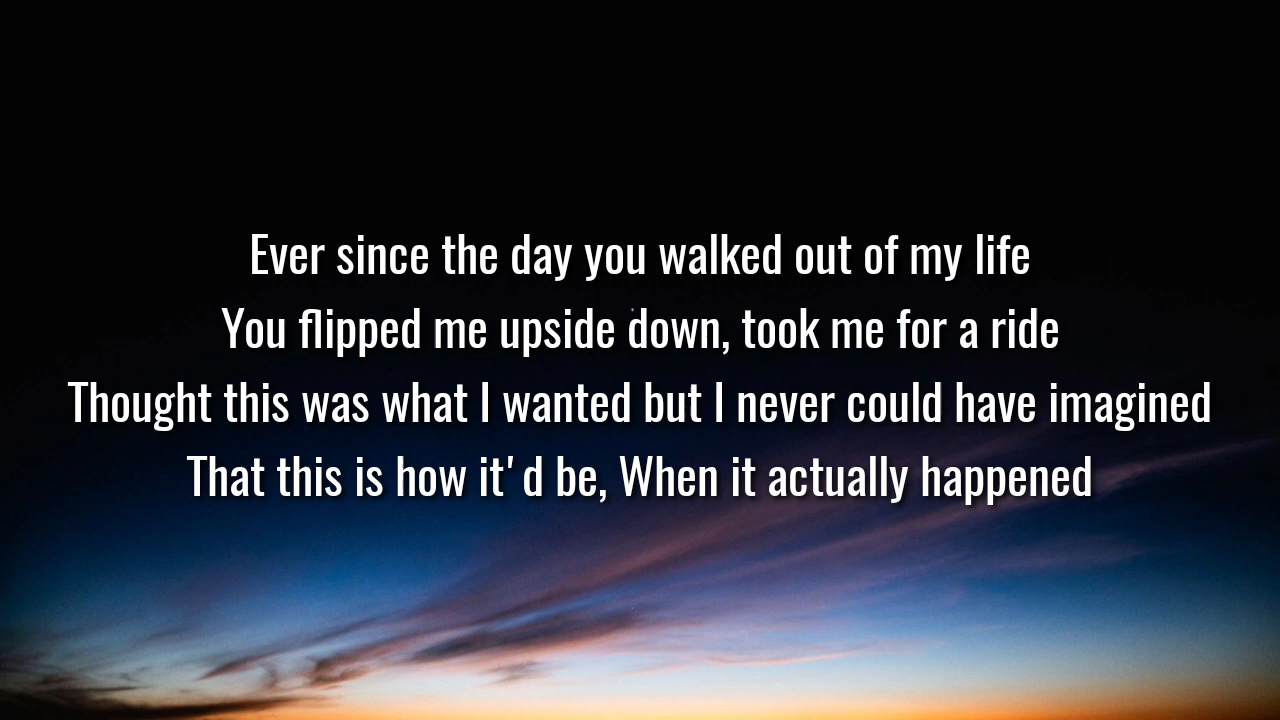 Ever since the day you walked out of my life
You flipped me upside down, took me for a ride
Thought this was what I wanted but I never could have imagined
That this is how it'd be, When it actually happened